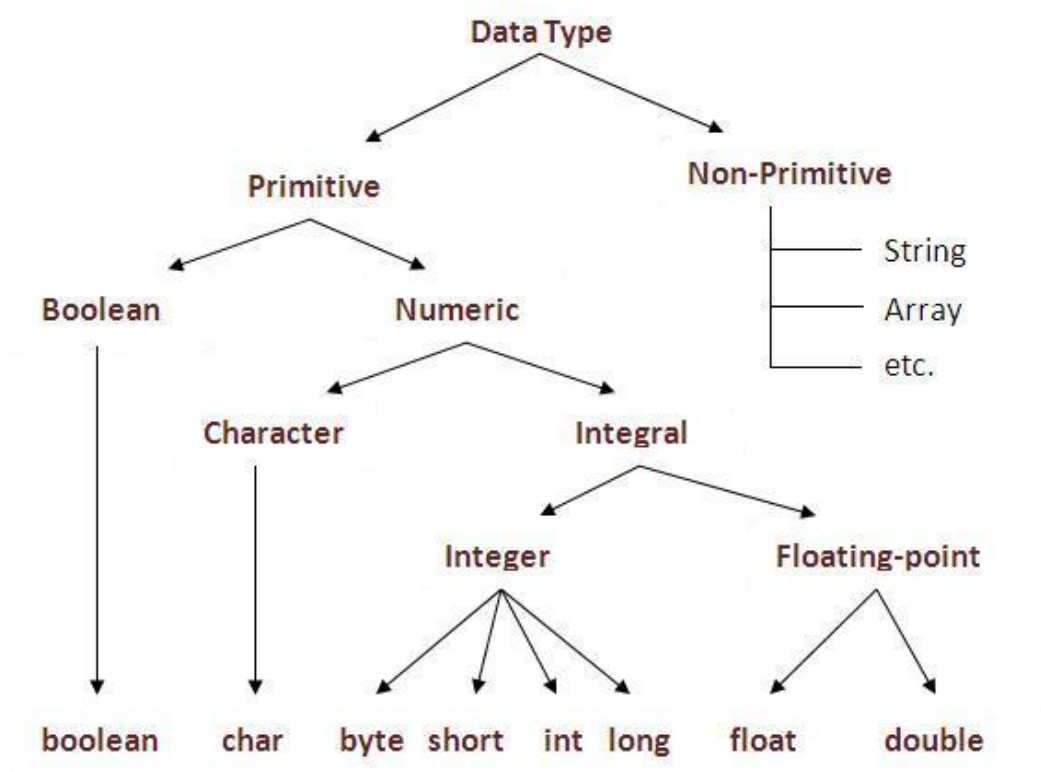 Data Type
Primitive
Non-Primitive
String
Array
etc.
Boolean
Numeric
Character
Integral
Integer
Floating-point
boolean
char
byte
short
int
long
float
double